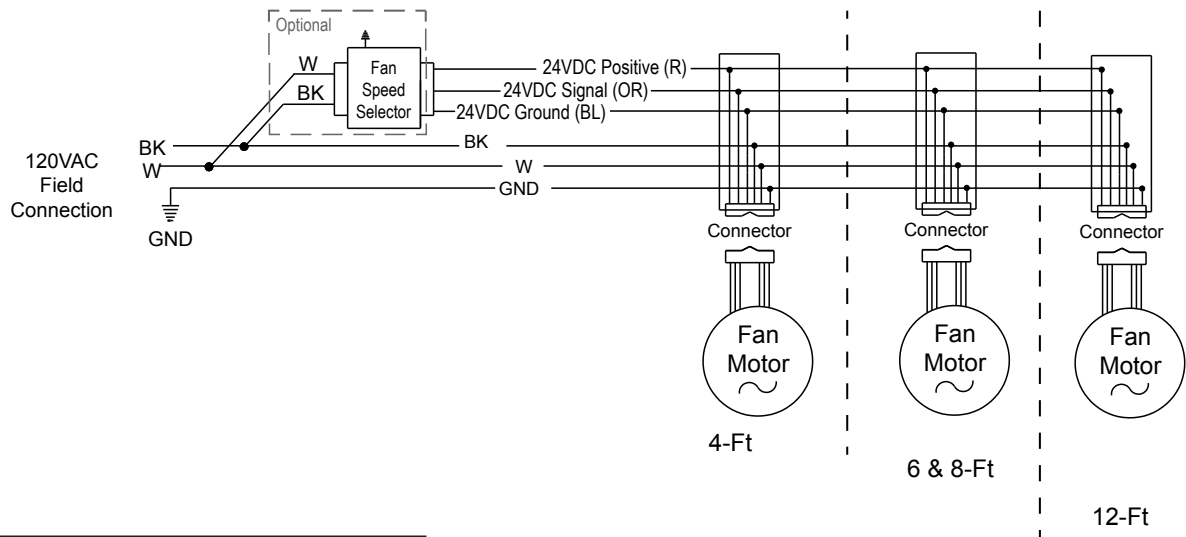 Optional
W
BK
Fan
Speed
Selector
24VDC Positive (R)
24VDC Signal (OR)
24VDC Ground (BL)
BK
W
120VAC
Field
Connection
GND
BK
W
GND
Connector
Connector
Connector
Fan
Motor
Fan
Motor
Fan
Motor
4-Ft
6 & 8-Ft
12-Ft